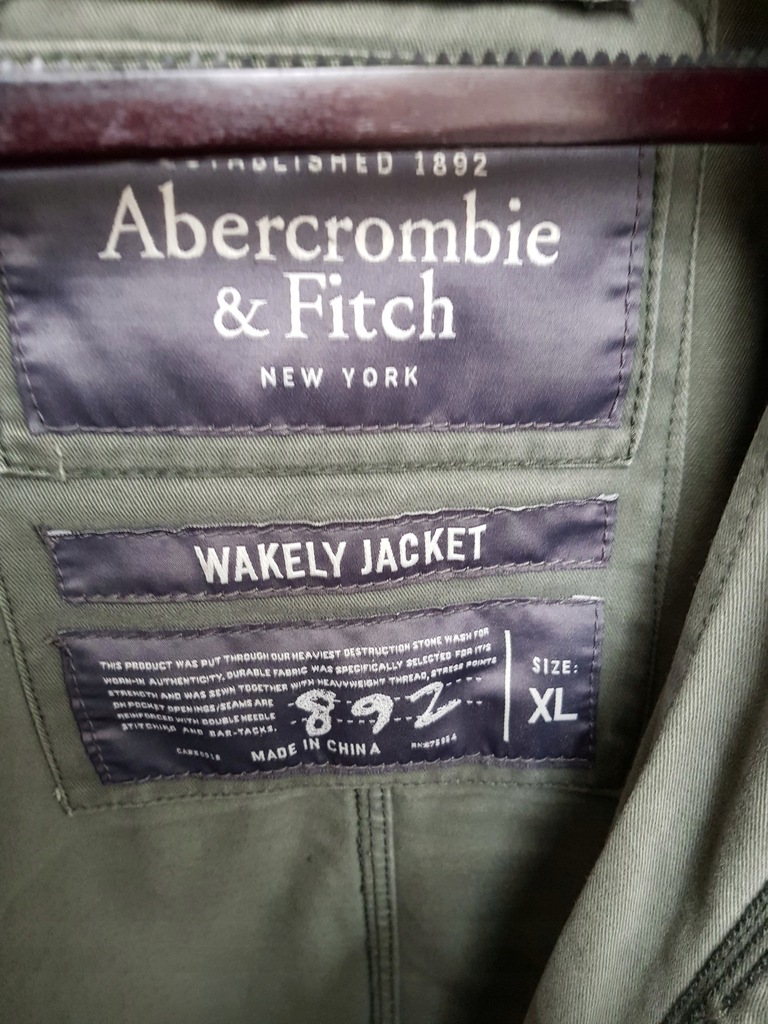 ESTABLISHED 1892
Abercrombie
& Fitch
NEW YORK
WAKELY JACKET
THIS PRODUCT WAS PUT THROUGH OUR HEAVIEST DESTRUCTION STONE WASH FOR
WORN-IN AUTHENTICITY. DURABLE FABRIC WAS SPECIFICALLY SELECTED FOR IT'S
STRENGTH AND WAS SEWN TOGETHER WITH HEAVYWEIGHT THREAD, STRESS POINTS
ON POCKET OPENINGS/SEAMS ARE
REINFORCED WITH DOUBLE NEEDLE
STITCHING AND BAR-TACKS.
892
MADE IN CHINA
SIZE:
XL